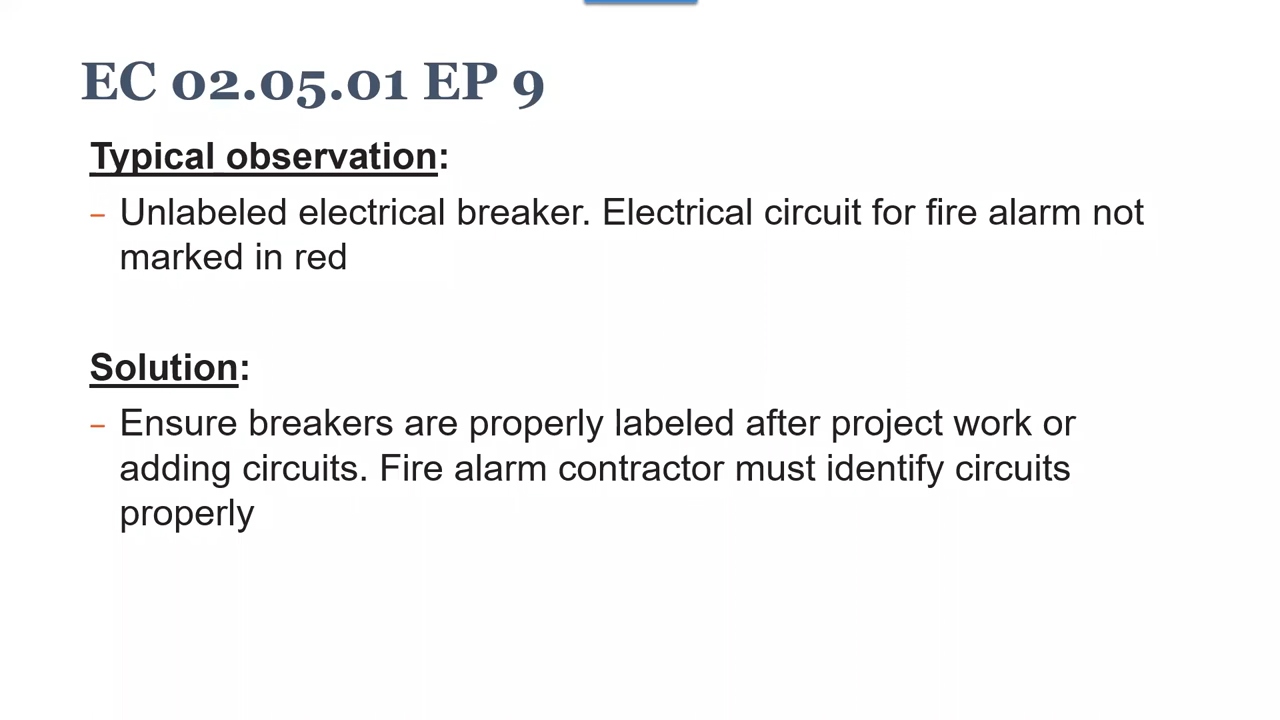 EC 02.05.01 EP 9
Typical observation:
– Unlabeled electrical breaker. Electrical circuit for fire alarm not
marked in red
Solution:
– Ensure breakers are properly labeled after project work or
adding circuits. Fire alarm contractor must identify circuits
properly